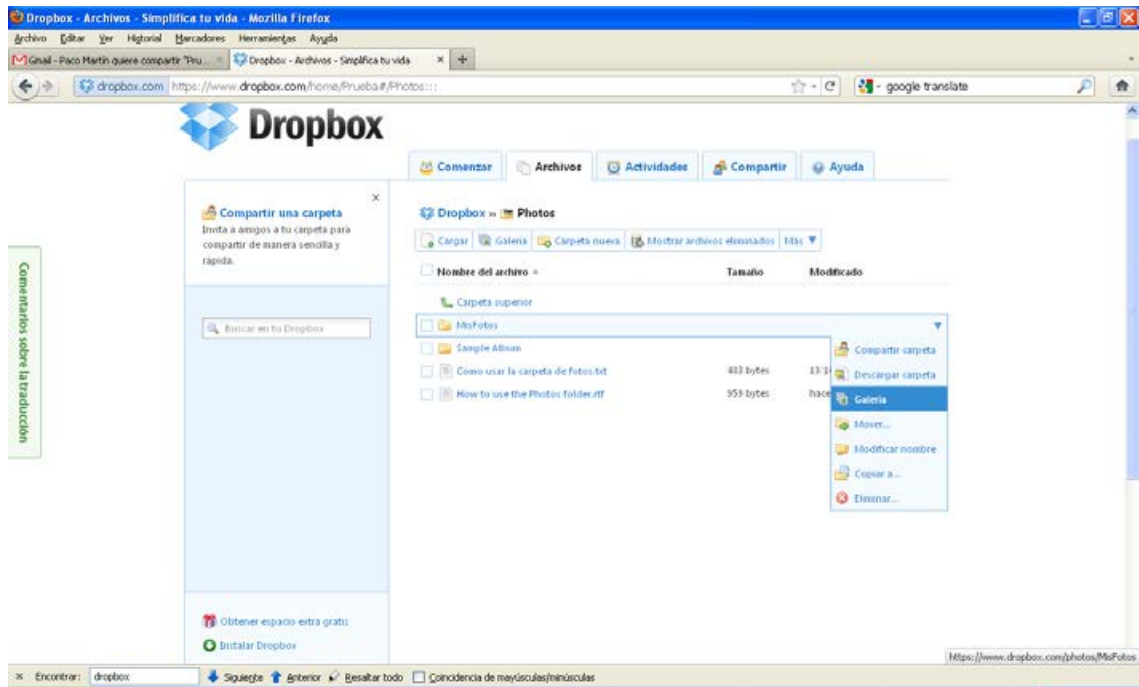 Dropbox - Archivos - Simplifica tu vida - Mozilla Firefox
Archivo Editar Ver Historial Marcadores Herramientas Ayuda
Gmail - Paco Martín quiere compartir "Pru... Dropbox - Archivos - Simplifica tu vida
dropbox.com https://www.dropbox.com/home/Prueba#/Photos::: google translate
Dropbox
Comenzar Archivos Actividades Compartir Ayuda
Compartir una carpeta
Invita a amigos a tu carpeta para
compartir de manera sencilla y
rápida.
Dropbox » Photos
Cargar Galería Carpeta nueva Mostrar archivos eliminados Más
Nombre del archivo Tamaño Modificado
Carpeta superior
Buscar en tu Dropbox
MisFotos
Sample Album
Como usar la carpeta de fotos.txt 483 bytes
How to use the Photos folder.rtf 959 bytes hace
Compartir carpeta
Descargar carpeta
Galería
Mover...
Modificar nombre
Copiar a...
Eliminar...
Comentarios sobre la traducción
Obtener espacio extra gratis
Instalar Dropbox
https://www.dropbox.com/photos/MisFotos
Encontrar: dropbox Siguiente Anterior Resaltar todo Coincidencia de mayúsculas/minúsculas